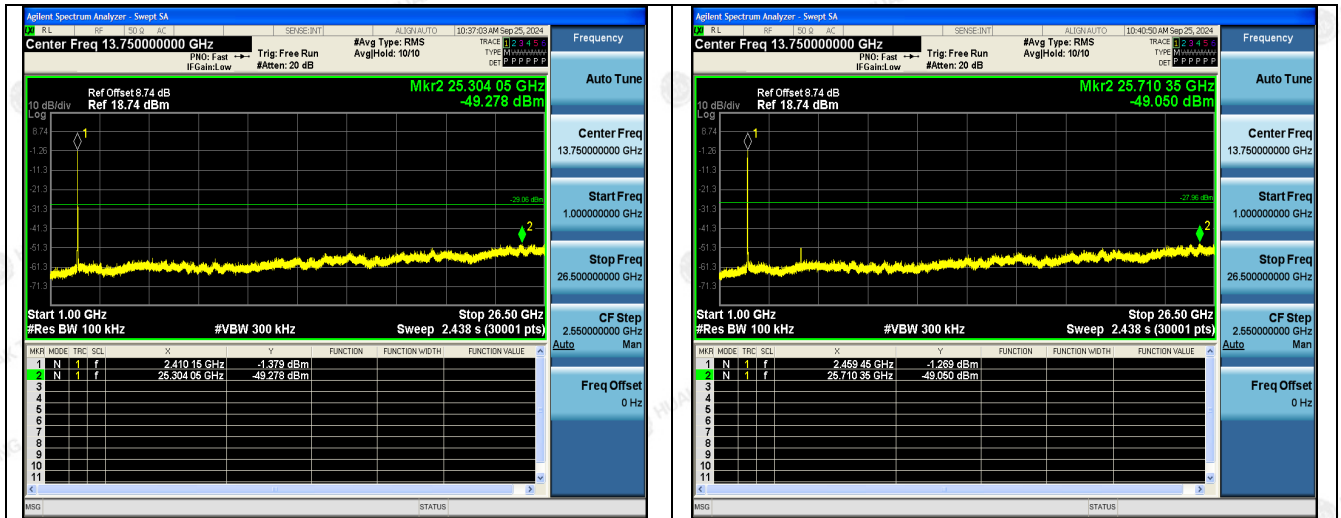 Agilent Spectrum Analyzer - Swept SA
LXI RL RF 50 Ω AC SENSE:INT ALIGN AUTO 10:37:03 AM Sep 25, 2024
Center Freq 13.750000000 GHz
PNO: Fast
IFGain:Low
Trig: Free Run
#Atten: 20 dB
#Avg Type: RMS
Avg|Hold: 10/10
TRACE 1 2 3 4 5 6
TYPE M
DET P P P P P P
Ref Offset 8.74 dB
Ref 18.74 dBm
10 dB/div
Log
Mkr2 25.304 05 GHz
-49.278 dBm
8.74
-1.26
-11.3
-21.3
-31.3
-41.3
-51.3
-61.3
-71.3
1
2
-29.06 dBm
Start 1.00 GHz Stop 26.50 GHz
#Res BW 100 kHz #VBW 300 kHz Sweep 2.438 s (30001 pts)
MKR MODE TRC SCL X Y FUNCTION FUNCTION WIDTH FUNCTION VALUE
1 N 1 f 2.410 15 GHz -1.379 dBm
2 N 1 f 25.304 05 GHz -49.278 dBm
3
4
5
6
7
8
9
10
11
MSG STATUS
Frequency
Auto Tune
Center Freq
13.750000000 GHz
Start Freq
1.000000000 GHz
Stop Freq
26.500000000 GHz
CF Step
2.550000000 GHz
Auto Man
Freq Offset
0 Hz
Agilent Spectrum Analyzer - Swept SA
LXI RL RF 50 Ω AC SENSE:INT ALIGN AUTO 10:40:50 AM Sep 25, 2024
Center Freq 13.750000000 GHz
PNO: Fast
IFGain:Low
Trig: Free Run
#Atten: 20 dB
#Avg Type: RMS
Avg|Hold: 10/10
TRACE 1 2 3 4 5 6
TYPE M
DET P P P P P P
Ref Offset 8.74 dB
Ref 18.74 dBm
10 dB/div
Log
Mkr2 25.710 35 GHz
-49.050 dBm
8.74
-1.26
-11.3
-21.3
-31.3
-41.3
-51.3
-61.3
-71.3
1
2
-27.96 dBm
Start 1.00 GHz Stop 26.50 GHz
#Res BW 100 kHz #VBW 300 kHz Sweep 2.438 s (30001 pts)
MKR MODE TRC SCL X Y FUNCTION FUNCTION WIDTH FUNCTION VALUE
1 N 1 f 2.459 45 GHz -1.269 dBm
2 N 1 f 25.710 35 GHz -49.050 dBm
3
4
5
6
7
8
9
10
11
MSG STATUS
Frequency
Auto Tune
Center Freq
13.750000000 GHz
Start Freq
1.000000000 GHz
Stop Freq
26.500000000 GHz
CF Step
2.550000000 GHz
Auto Man
Freq Offset
0 Hz